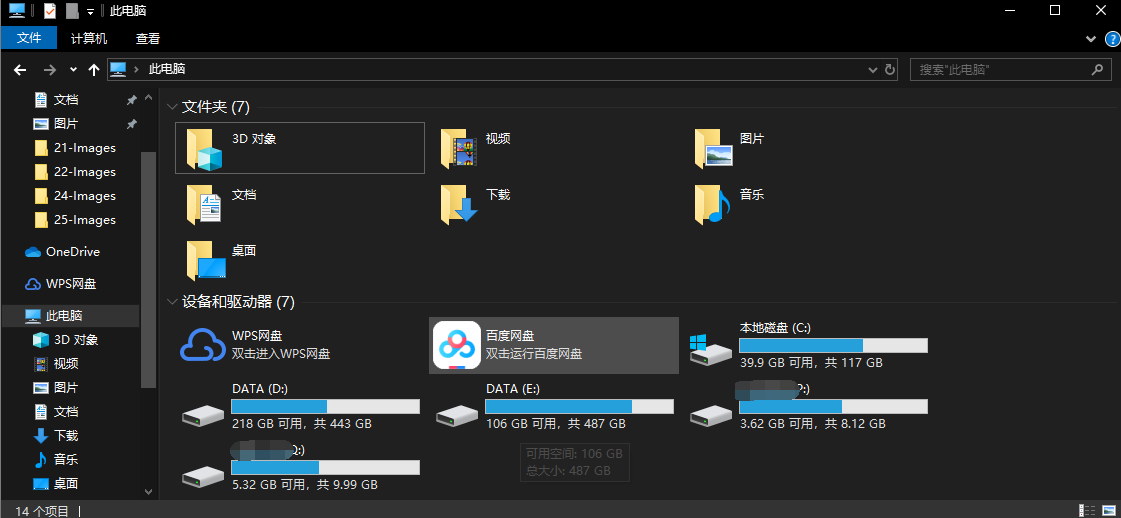 此电脑
文件 计算机 查看
此电脑
搜索"此电脑"
文档
图片
21-Images
22-Images
24-Images
25-Images
OneDrive
WPS网盘
此电脑
3D 对象
视频
图片
文档
下载
音乐
桌面
文件夹 (7)
3D 对象
视频
图片
文档
下载
音乐
桌面
设备和驱动器 (7)
WPS网盘
双击进入WPS网盘
百度网盘
双击运行百度网盘
本地磁盘 (C:)
39.9 GB 可用，共 117 GB
DATA (D:)
218 GB 可用，共 443 GB
DATA (E:)
106 GB 可用，共 487 GB
P:)
3.62 GB 可用，共 8.12 GB
Q:)
5.32 GB 可用，共 9.99 GB
可用空间: 106 GB
总大小: 487 GB
14 个项目